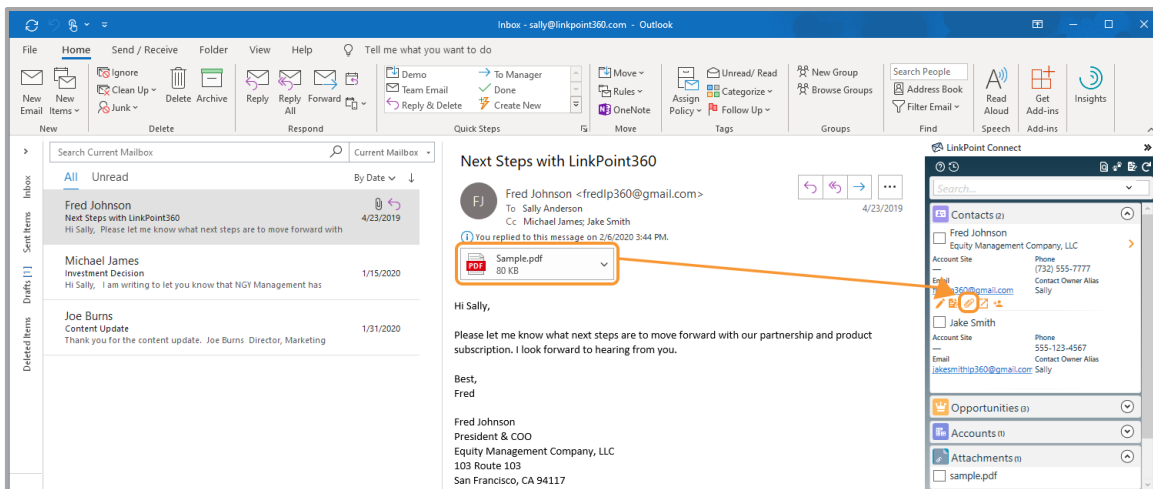 Inbox - sally@linkpoint360.com - Outlook
File Home Send / Receive Folder View Help Tell me what you want to do
New Email
New Items
Ignore
Clean Up
Junk
Delete
Archive
Reply
Reply All
Forward
Demo
Team Email
Reply & Delete
To Manager
Done
Create New
Move
Rules
OneNote
Assign Policy
Unread/ Read
Categorize
Follow Up
New Group
Browse Groups
Search People
Address Book
Filter Email
Read Aloud
Get Add-ins
Insights
New Delete Respond Quick Steps Move Tags Groups Find Speech Add-ins
Inbox
Sent Items
Drafts [1]
Deleted Items
Search Current Mailbox Current Mailbox
All Unread By Date
Fred Johnson
Next Steps with LinkPoint360 4/23/2019
Hi Sally, Please let me know what next steps are to move forward with
Michael James
Investment Decision 1/15/2020
Hi Sally, I am writing to let you know that NGY Management has
Joe Burns
Content Update 1/31/2020
Thank you for the content update. Joe Burns Director, Marketing
Next Steps with LinkPoint360
FJ
Fred Johnson <fredlp360@gmail.com>
To Sally Anderson
Cc Michael James; Jake Smith
4/23/2019
You replied to this message on 2/6/2020 3:44 PM.
PDF
Sample.pdf
80 KB
Hi Sally,
Please let me know what next steps are to move forward with our partnership and product
subscription. I look forward to hearing from you.
Best,
Fred
Fred Johnson
President & COO
Equity Management Company, LLC
103 Route 103
San Francisco, CA 94117
LinkPoint Connect
Search...
Contacts (2)
Fred Johnson
Equity Management Company, LLC
Account Site Phone
— (732) 555-7777
Contact Owner Alias
Sally
Jake Smith
Account Site Phone
— 555-123-4567
Email Contact Owner Alias
jakesmithlp360@gmail.com Sally
Opportunities (3)
Accounts (1)
Attachments (1)
sample.pdf